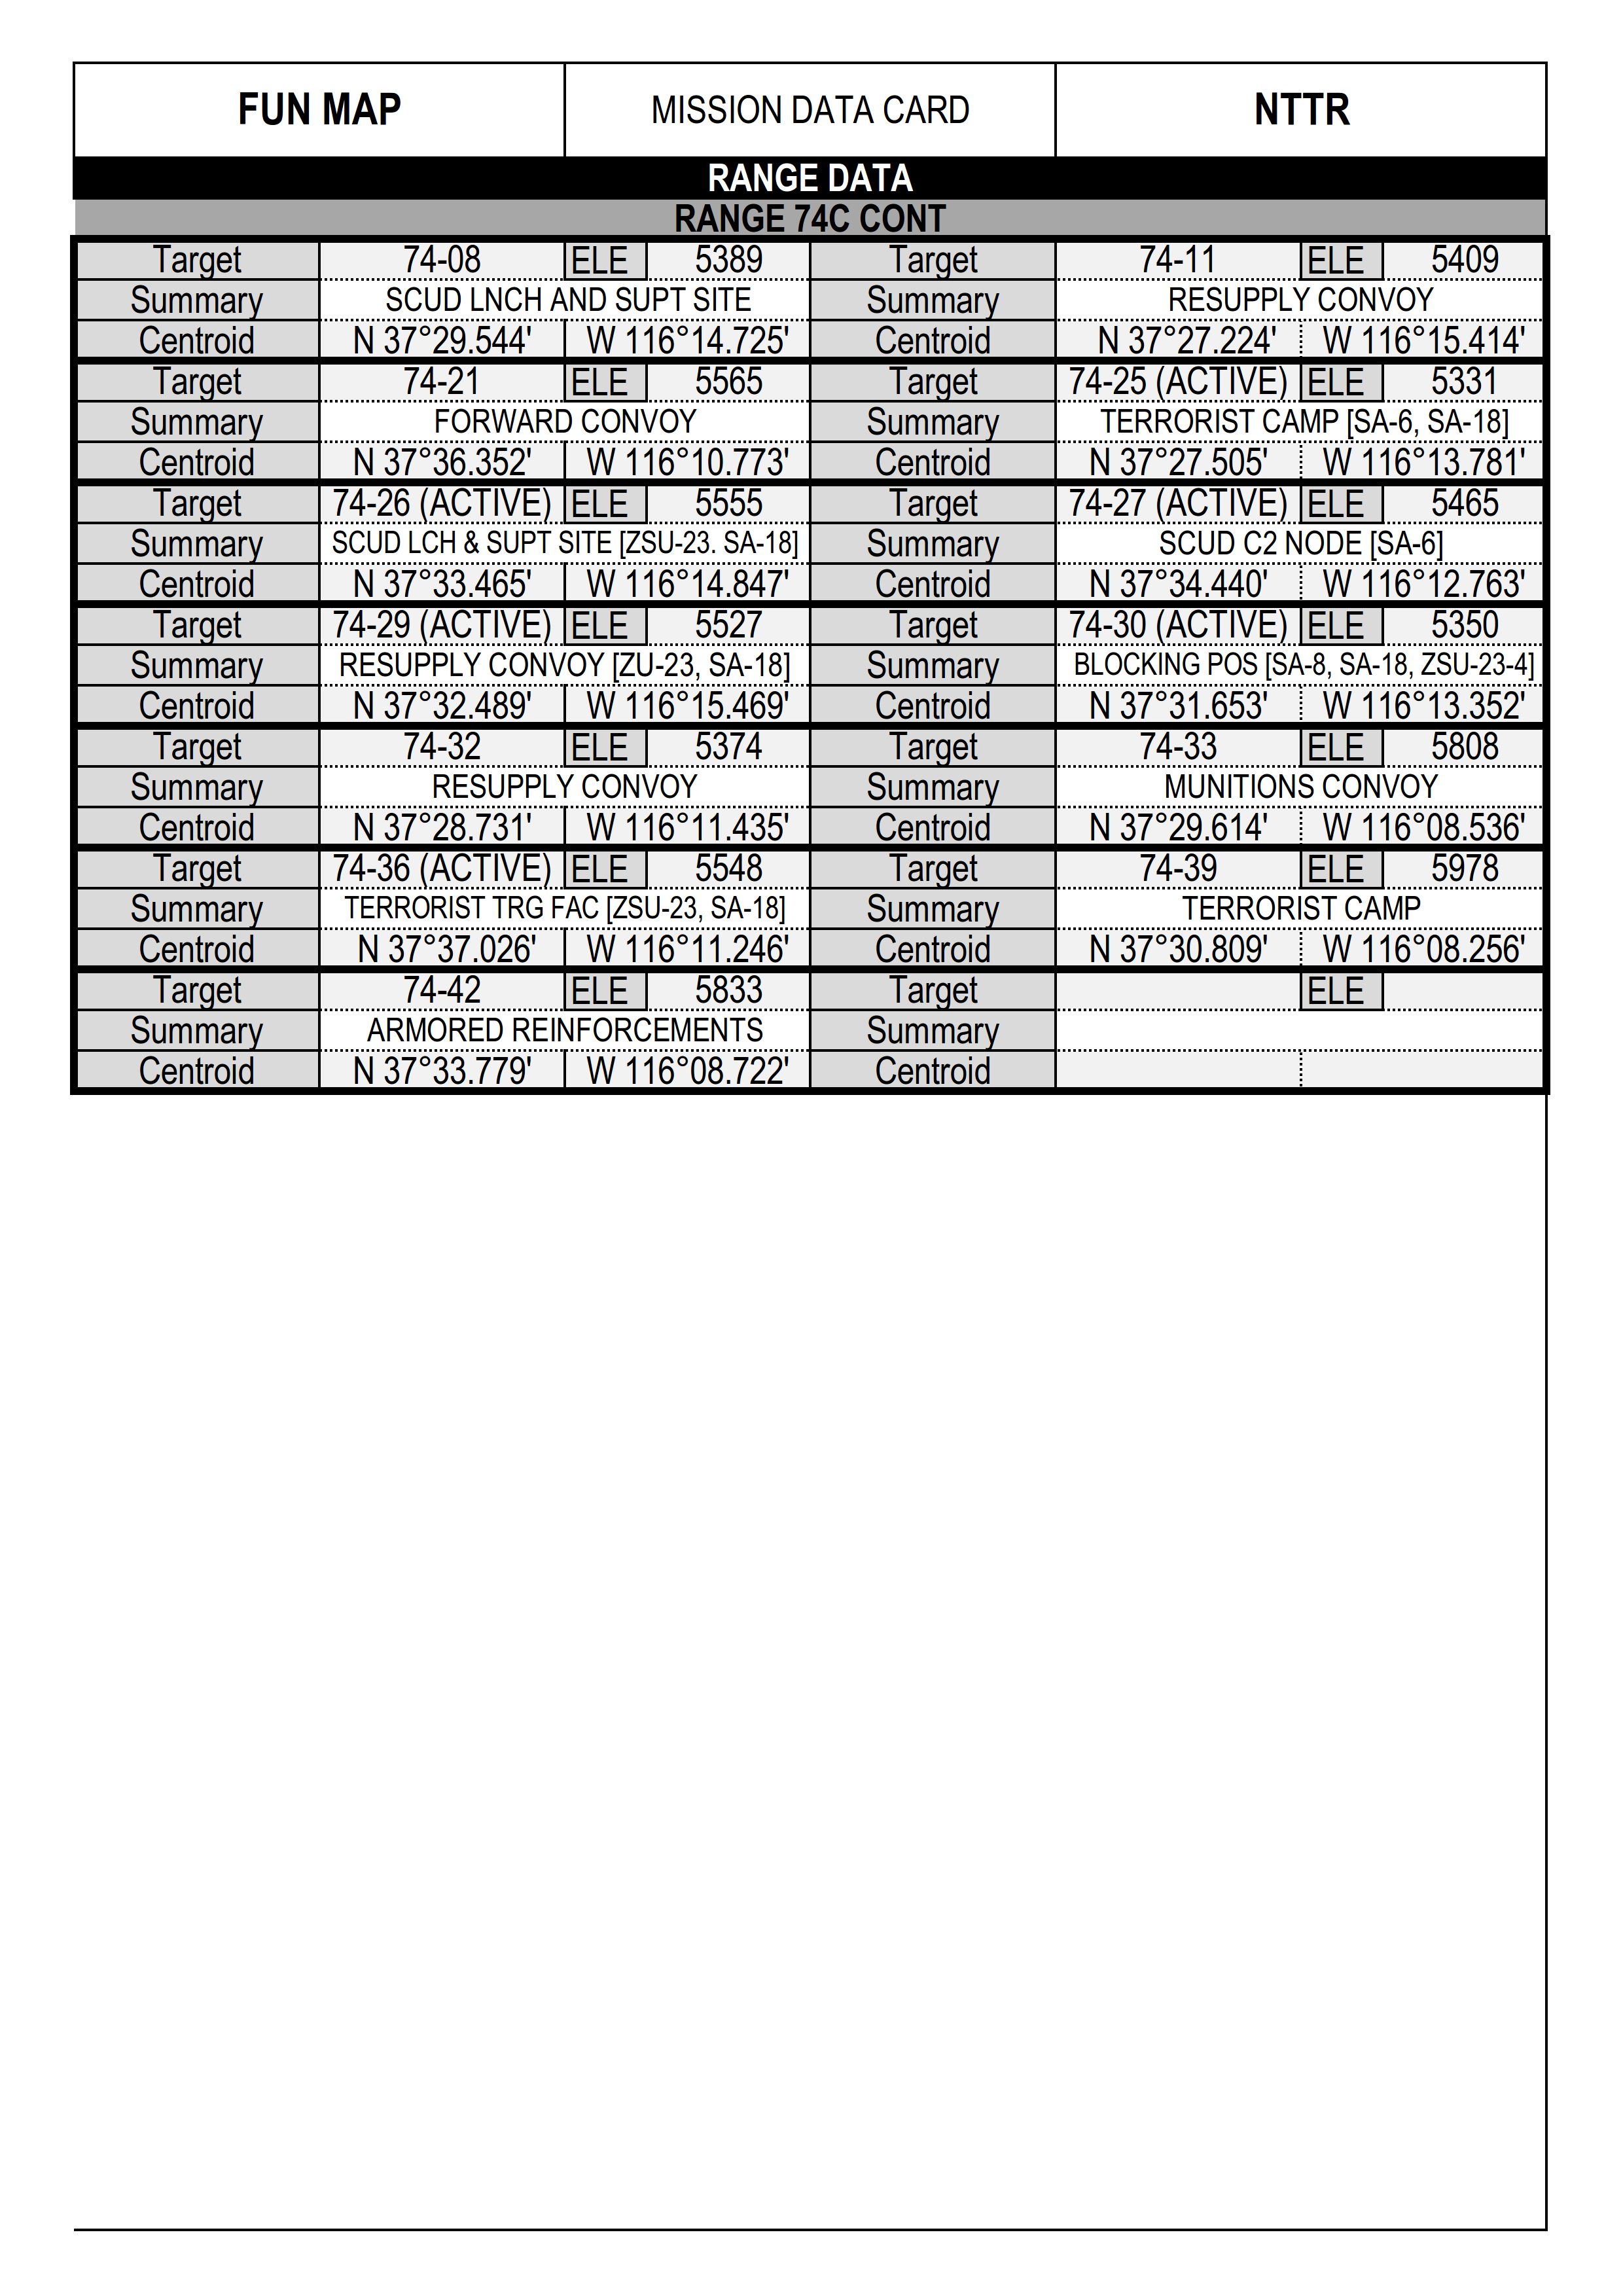 FUN MAP MISSION DATA CARD NTTR
RANGE DATA
RANGE 74C CONT
Target 74-08 ELE 5389 Target 74-11 ELE 5409
Summary SCUD LNCH AND SUPT SITE Summary RESUPPLY CONVOY
Centroid N 37°29.544' W 116°14.725' Centroid N 37°27.224' W 116°15.414'
Target 74-21 ELE 5565 Target 74-25 (ACTIVE) ELE 5331
Summary FORWARD CONVOY Summary TERRORIST CAMP [SA-6, SA-18]
Centroid N 37°36.352' W 116°10.773' Centroid N 37°27.505' W 116°13.781'
Target 74-26 (ACTIVE) ELE 5555 Target 74-27 (ACTIVE) ELE 5465
Summary SCUD LCH & SUPT SITE [ZSU-23. SA-18] Summary SCUD C2 NODE [SA-6]
Centroid N 37°33.465' W 116°14.847' Centroid N 37°34.440' W 116°12.763'
Target 74-29 (ACTIVE) ELE 5527 Target 74-30 (ACTIVE) ELE 5350
Summary RESUPPLY CONVOY [ZU-23, SA-18] Summary BLOCKING POS [SA-8, SA-18, ZSU-23-4]
Centroid N 37°32.489' W 116°15.469' Centroid N 37°31.653' W 116°13.352'
Target 74-32 ELE 5374 Target 74-33 ELE 5808
Summary RESUPPLY CONVOY Summary MUNITIONS CONVOY
Centroid N 37°28.731' W 116°11.435' Centroid N 37°29.614' W 116°08.536'
Target 74-36 (ACTIVE) ELE 5548 Target 74-39 ELE 5978
Summary TERRORIST TRG FAC [ZSU-23, SA-18] Summary TERRORIST CAMP
Centroid N 37°37.026' W 116°11.246' Centroid N 37°30.809' W 116°08.256'
Target 74-42 ELE 5833 Target ELE
Summary ARMORED REINFORCEMENTS Summary
Centroid N 37°33.779' W 116°08.722' Centroid